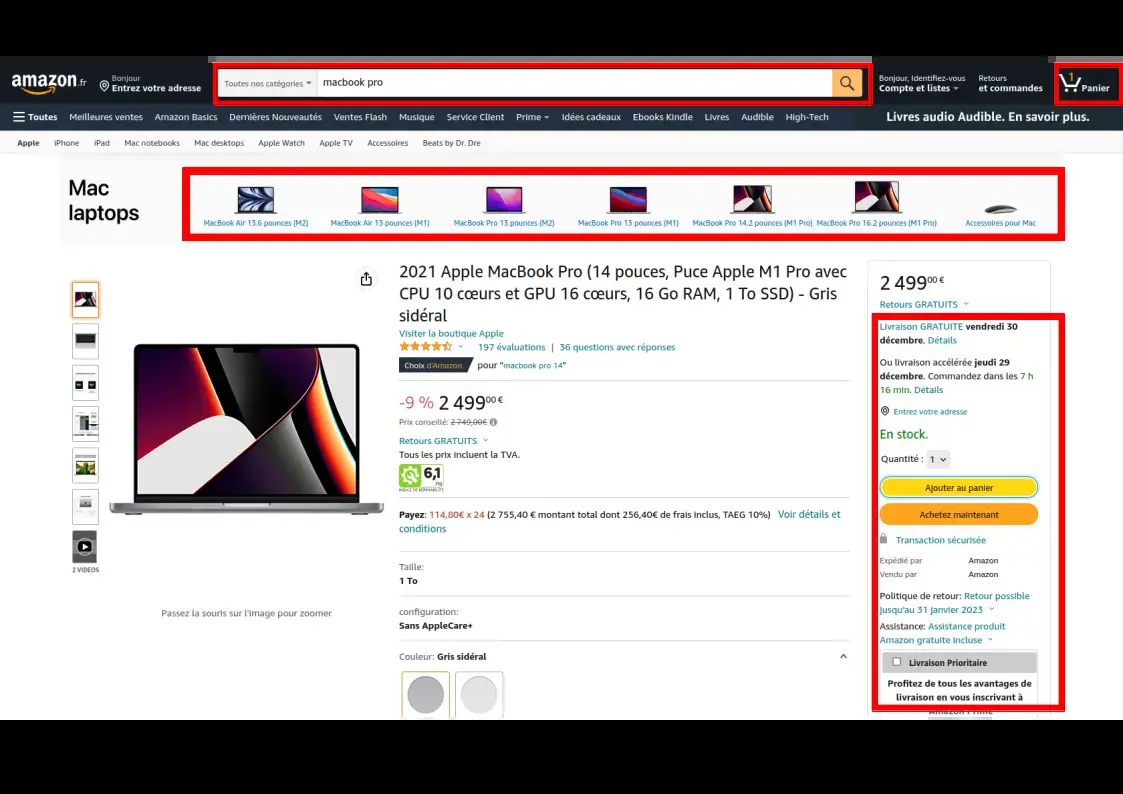 amazon.fr
Bonjour
Entrez votre adresse
Toutes nos catégories
macbook pro
Bonjour, Identifiez-vous
Compte et listes
Retours
et commandes
1
Panier
Toutes
Meilleures ventes
Amazon Basics
Dernières Nouveautés
Ventes Flash
Musique
Service Client
Prime
Idées cadeaux
Ebooks Kindle
Livres
Audible
High-Tech
Livres audio Audible. En savoir plus.
Apple
iPhone
iPad
Mac notebooks
Mac desktops
Apple Watch
Apple TV
Accessories
Beats by Dr. Dre
Mac
laptops
MacBook Air 13.6 pouces (M2)
MacBook Air 13 pouces (M1)
MacBook Pro 13 pouces (M2)
MacBook Pro 13 pouces (M1)
MacBook Pro 14.2 pouces (M1 Pro)
MacBook Pro 16.2 pouces (M1 Pro)
Accessoires pour Mac
2021 Apple MacBook Pro (14 pouces, Puce Apple M1 Pro avec
CPU 10 cœurs et GPU 16 cœurs, 16 Go RAM, 1 To SSD) - Gris
sidéral
Visiter la boutique Apple
197 évaluations | 36 questions avec réponses
Choix d'Amazon pour "macbook pro 14"
-9 % 2 499,00 €
Prix conseillé: 2 749,00€
Retours GRATUITS
Tous les prix incluent la TVA.
6,1 /10
INDICE DE RÉPARABILITÉ
Payez: 114,80€ x 24 (2 755,40 € montant total dont 256,40€ de frais inclus, TAEG 10%) Voir détails et
conditions
Taille:
1 To
configuration:
Sans AppleCare+
Couleur: Gris sidéral
2 VIDEOS
Passez la souris sur l'image pour zoomer
2 499,00 €
Retours GRATUITS
Livraison GRATUITE vendredi 30
décembre. Détails
Ou livraison accélérée jeudi 29
décembre. Commandez dans les 7 h
16 min. Détails
Entrez votre adresse
En stock.
Quantité : 1
Ajouter au panier
Achetez maintenant
Transaction sécurisée
Expédié par Amazon
Vendu par Amazon
Politique de retour: Retour possible
jusqu'au 31 janvier 2023
Assistance: Assistance produit
Amazon gratuite incluse
Livraison Prioritaire
Profitez de tous les avantages de
livraison en vous inscrivant à
Amazon Prime